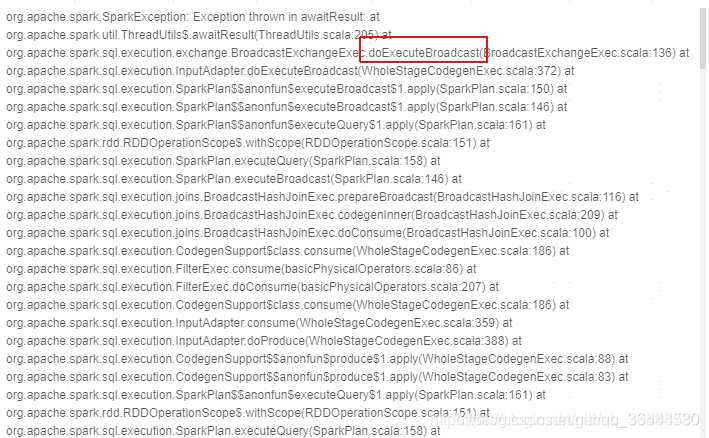 org.apache.spark.SparkException: Exception thrown in awaitResult: at
org.apache.spark.util.ThreadUtils$.awaitResult(ThreadUtils.scala:205) at
org.apache.spark.sql.execution.exchange.BroadcastExchangeExec.doExecuteBroadcast(BroadcastExchangeExec.scala:136) at
org.apache.spark.sql.execution.InputAdapter.doExecuteBroadcast(WholeStageCodegenExec.scala:372) at
org.apache.spark.sql.execution.SparkPlan$$anonfun$executeBroadcast$1.apply(SparkPlan.scala:150) at
org.apache.spark.sql.execution.SparkPlan$$anonfun$executeBroadcast$1.apply(SparkPlan.scala:146) at
org.apache.spark.sql.execution.SparkPlan$$anonfun$executeQuery$1.apply(SparkPlan.scala:161) at
org.apache.spark.rdd.RDDOperationScope$.withScope(RDDOperationScope.scala:151) at
org.apache.spark.sql.execution.SparkPlan.executeQuery(SparkPlan.scala:158) at
org.apache.spark.sql.execution.SparkPlan.executeBroadcast(SparkPlan.scala:146) at
org.apache.spark.sql.execution.joins.BroadcastHashJoinExec.prepareBroadcast(BroadcastHashJoinExec.scala:116) at
org.apache.spark.sql.execution.joins.BroadcastHashJoinExec.codegenInner(BroadcastHashJoinExec.scala:209) at
org.apache.spark.sql.execution.joins.BroadcastHashJoinExec.doConsume(BroadcastHashJoinExec.scala:100) at
org.apache.spark.sql.execution.CodegenSupport$class.consume(WholeStageCodegenExec.scala:186) at
org.apache.spark.sql.execution.FilterExec.consume(basicPhysicalOperators.scala:86) at
org.apache.spark.sql.execution.FilterExec.doConsume(basicPhysicalOperators.scala:207) at
org.apache.spark.sql.execution.CodegenSupport$class.consume(WholeStageCodegenExec.scala:186) at
org.apache.spark.sql.execution.InputAdapter.consume(WholeStageCodegenExec.scala:359) at
org.apache.spark.sql.execution.InputAdapter.doProduce(WholeStageCodegenExec.scala:388) at
org.apache.spark.sql.execution.CodegenSupport$$anonfun$produce$1.apply(WholeStageCodegenExec.scala:88) at
org.apache.spark.sql.execution.CodegenSupport$$anonfun$produce$1.apply(WholeStageCodegenExec.scala:83) at
org.apache.spark.sql.execution.SparkPlan$$anonfun$executeQuery$1.apply(SparkPlan.scala:161) at
org.apache.spark.rdd.RDDOperationScope$.withScope(RDDOperationScope.scala:151) at
org.apache.spark.sql.execution.SparkPlan.executeQuery(SparkPlan.scala:158) at